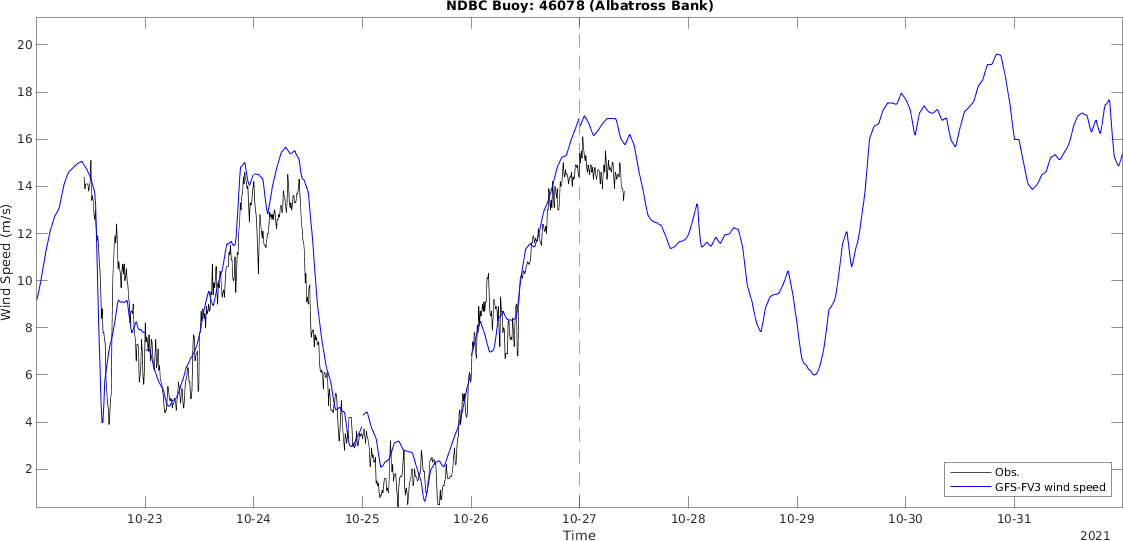 NDBC Buoy: 46078 (Albatross Bank)
20
18
16
14
12
10
8
6
4
2
Wind Speed (m/s)
Obs.
GFS-FV3 wind speed
10-23 10-24 10-25 10-26 10-27 10-28 10-29 10-30 10-31
Time
2021